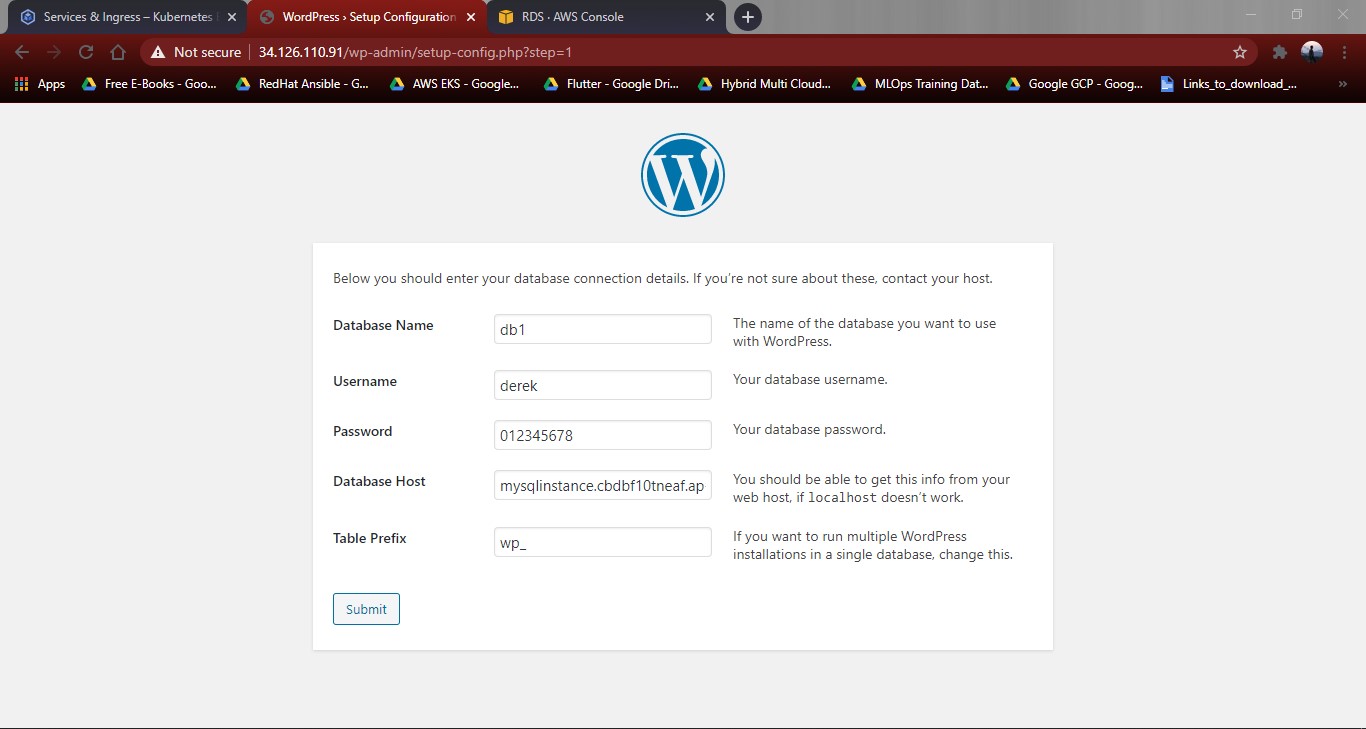 Services & Ingress – Kubernetes
WordPress › Setup Configuration
RDS · AWS Console
Not secure
34.126.110.91/wp-admin/setup-config.php?step=1
Apps
Free E-Books - Goo...
RedHat Ansible - G...
AWS EKS - Google...
Flutter - Google Dri...
Hybrid Multi Cloud...
MLOps Training Dat...
Google GCP - Goog...
Links_to_download_...
Below you should enter your database connection details. If you’re not sure about these, contact your host.
Database Name
db1
The name of the database you want to use
with WordPress.
Username
derek
Your database username.
Password
012345678
Your database password.
Database Host
mysqlinstance.cbdbf10tneaf.ap
You should be able to get this info from your
web host, if localhost doesn’t work.
Table Prefix
wp_
If you want to run multiple WordPress
installations in a single database, change this.
Submit